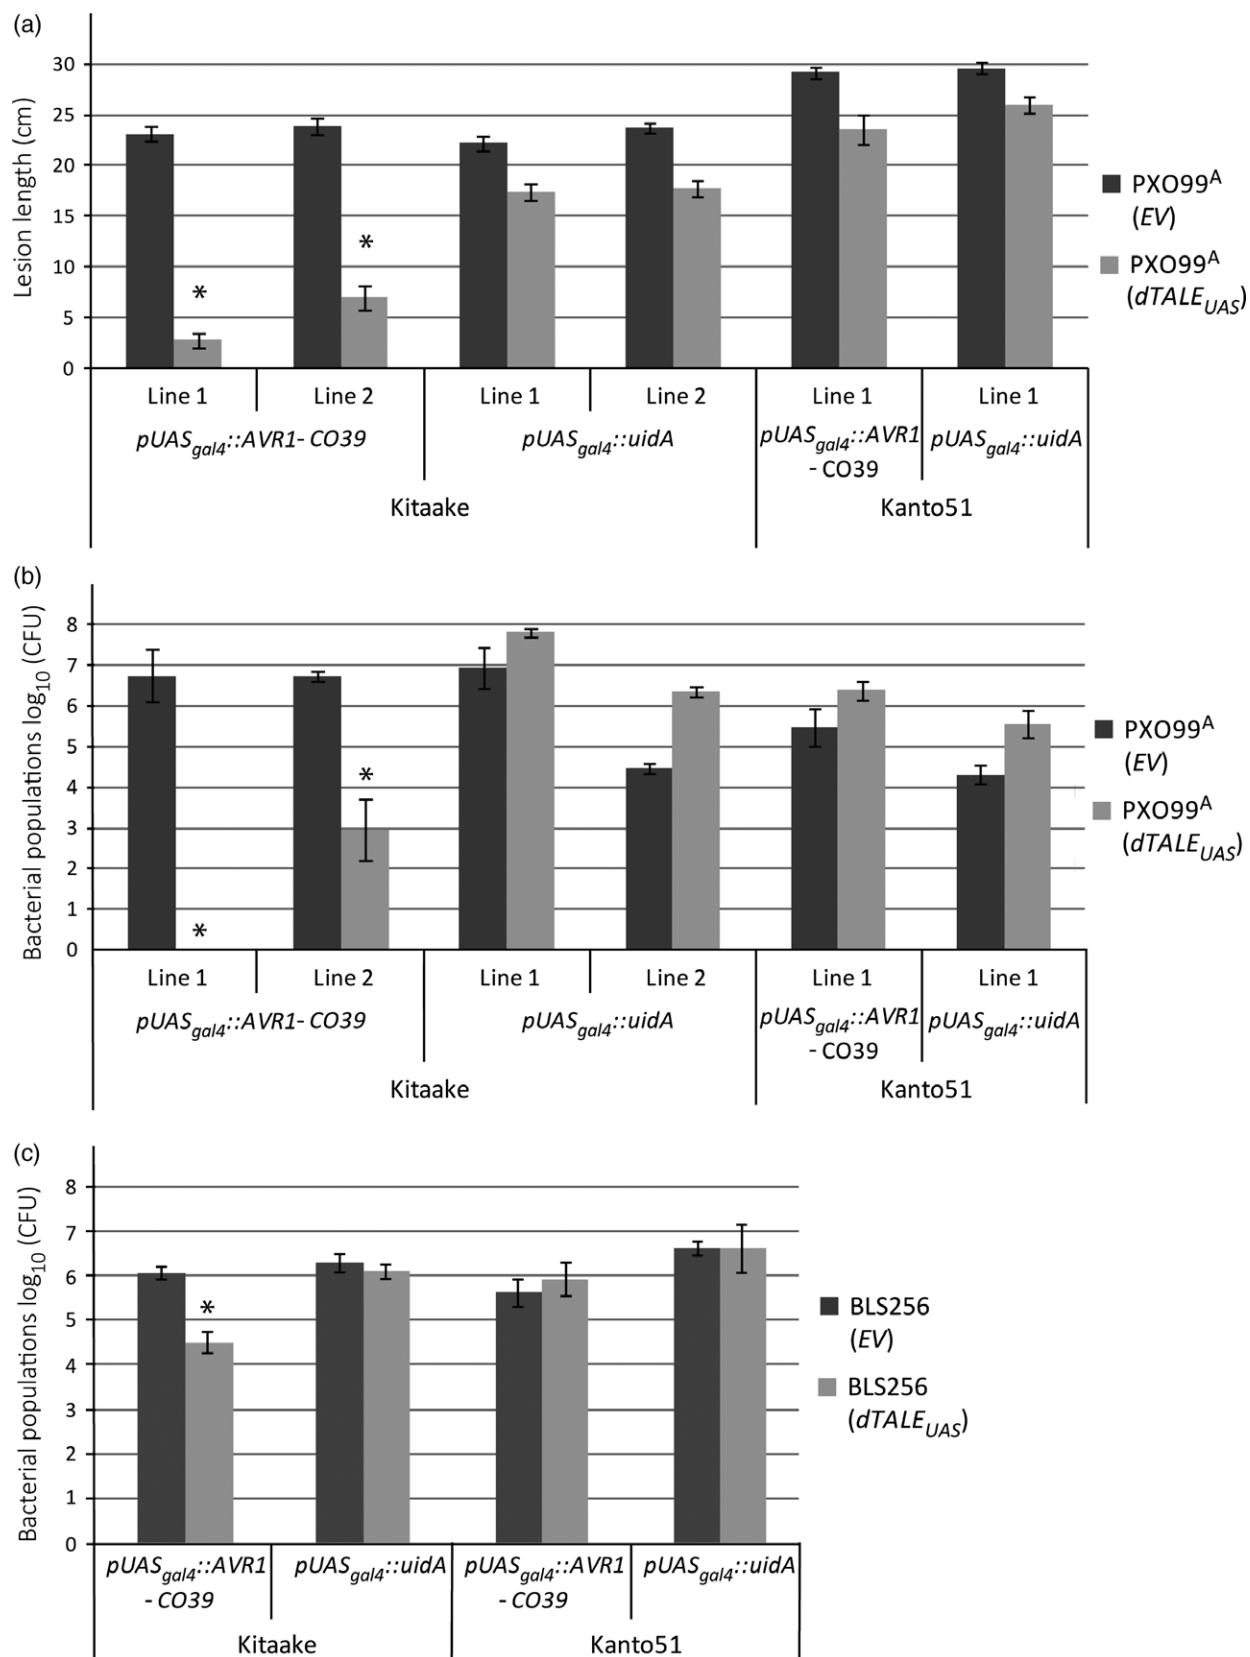 (a)
Lesion length (cm)
30
25
20
15
10
5
0
*
*
Line 1
Line 2
Line 1
Line 2
Line 1
Line 1
pUASgal4::AVR1- CO39
pUASgal4::uidA
pUASgal4::AVR1
- CO39
pUASgal4::uidA
Kitaake
Kanto51
PXO99A
(EV)
PXO99A
(dTALEUAS)
(b)
Bacterial populations log10 (CFU)
8
7
6
5
4
3
2
1
0
*
*
Line 1
Line 2
Line 1
Line 2
Line 1
Line 1
pUASgal4::AVR1- CO39
pUASgal4::uidA
pUASgal4::AVR1
- CO39
pUASgal4::uidA
Kitaake
Kanto51
PXO99A
(EV)
PXO99A
(dTALEUAS)
(c)
Bacterial populations log10 (CFU)
8
7
6
5
4
3
2
1
0
*
pUASgal4::AVR1
- CO39
pUASgal4::uidA
pUASgal4::AVR1
- CO39
pUASgal4::uidA
Kitaake
Kanto51
BLS256
(EV)
BLS256
(dTALEUAS)